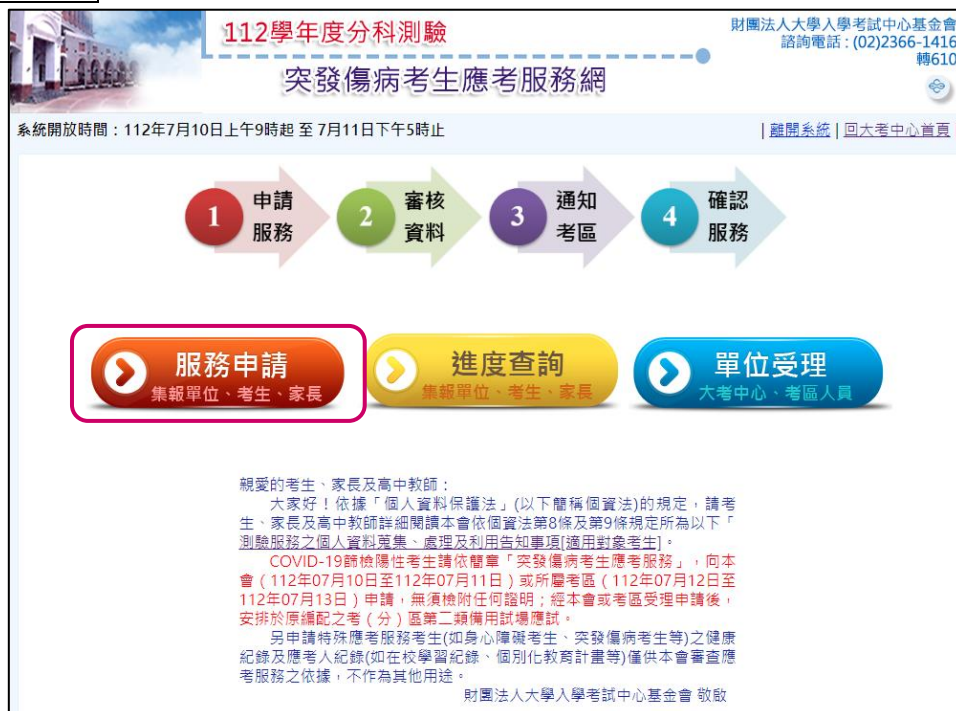 112學年度分科測驗
突發傷病考生應考服務網
財團法人大學入學考試中心基金會
諮詢電話：(02)2366-1416
轉610
系統開放時間：112年7月10日上午9時起 至 7月11日下午5時止
| 離開系統 | 回大考中心首頁
1 申請服務
2 審核資料
3 通知考區
4 確認服務
服務申請
集報單位、考生、家長
進度查詢
集報單位、考生、家長
單位受理
大考中心、考區人員
親愛的考生、家長及高中教師：
大家好！依據「個人資料保護法」(以下簡稱個資法)的規定，請考
生、家長及高中教師詳細閱讀本會依個資法第8條及第9條規定所為以下「
測驗服務之個人資料蒐集、處理及利用告知事項[適用對象考生]。
COVID-19篩檢陽性考生請依簡章「突發傷病考生應考服務」，向本
會（112年07月10日至112年07月11日）或所屬考區（112年07月12日至
112年07月13日）申請，無須檢附任何證明；經本會或考區受理申請後，
安排於原編配之考（分）區第二類備用試場應試。
另申請特殊應考服務考生(如身心障礙考生、突發傷病考生等)之健康
紀錄及應考人紀錄(如在校學習紀錄、個別化教育計畫等)僅供本會審查應
考服務之依據，不作為其他用途。
財團法人大學入學考試中心基金會 敬啟